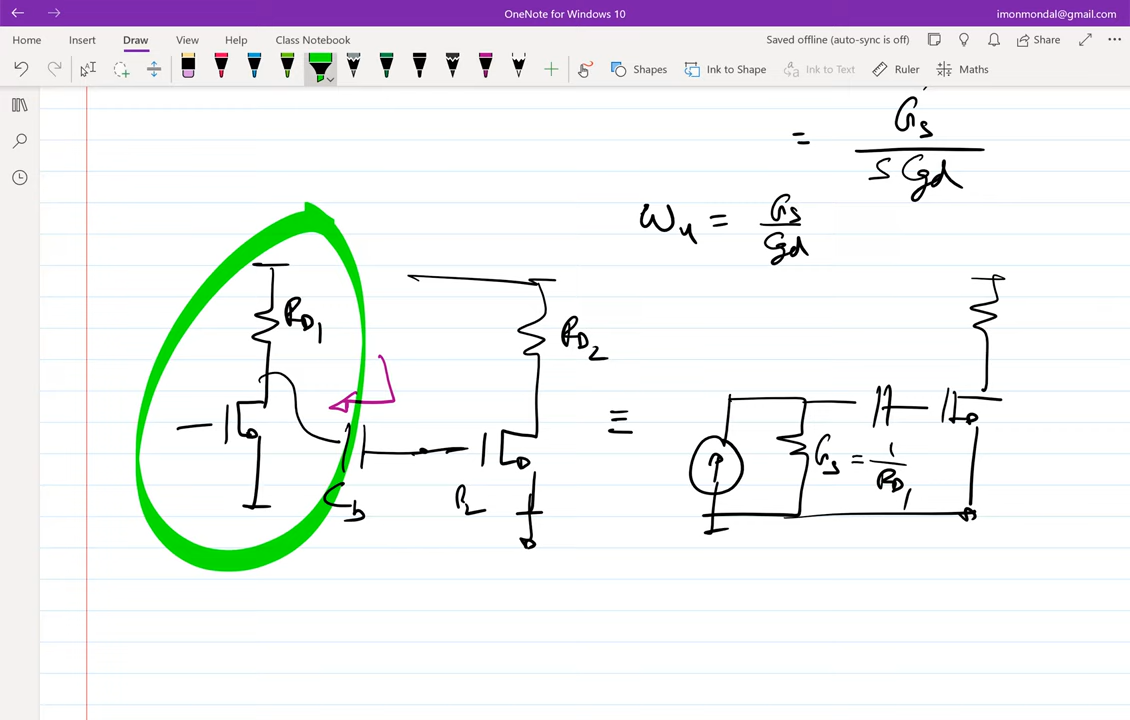 OneNote for Windows 10
imonmondal@gmail.com
Home Insert Draw View Help Class Notebook
Saved offline (auto-sync is off) Share
Shapes Ink to Shape Ink to Text Ruler Maths
= Gs
s Cgd
ωu = Gs
Cgd
RD1
RD2
≡
Gs = 1
RD1
Cb